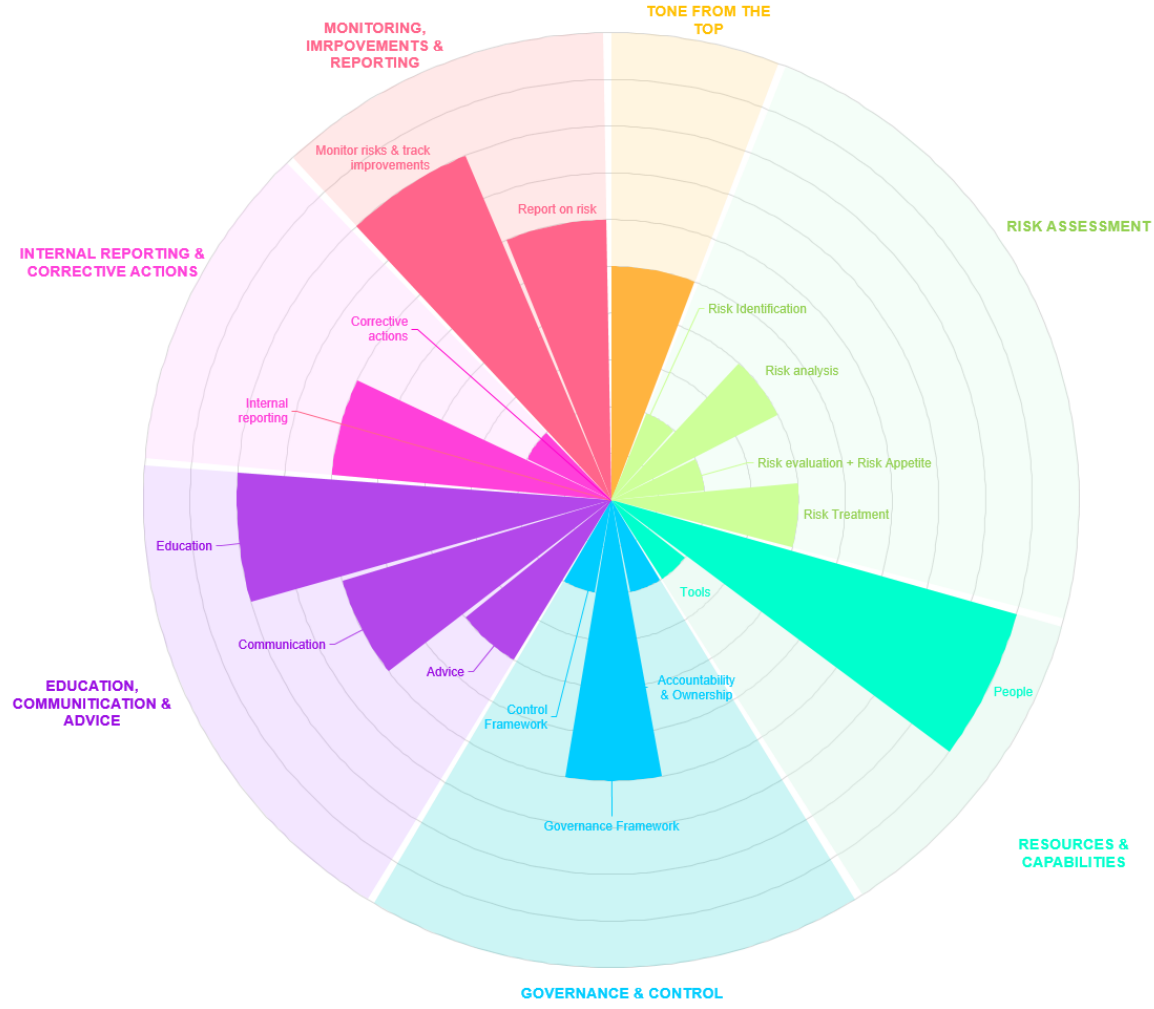 TONE FROM THE
TOP
MONITORING,
IMRPOVEMENTS &
REPORTING
Monitor risks & track
improvements
Report on risk
RISK ASSESSMENT
Risk Identification
Risk analysis
Risk evaluation + Risk Appetite
Risk Treatment
INTERNAL REPORTING &
CORRECTIVE ACTIONS
Corrective
actions
Internal
reporting
Education
Communication
Advice
EDUCATION,
COMMUNITICATION &
ADVICE
Tools
People
RESOURCES &
CAPABILITIES
Accountability
& Ownership
Control
Framework
Governance Framework
GOVERNANCE & CONTROL